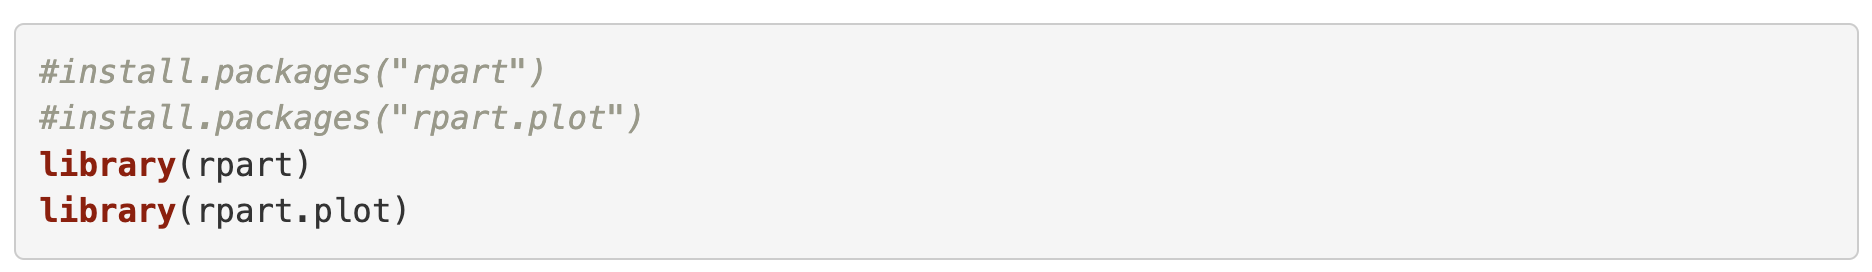 #install.packages("rpart")
#install.packages("rpart.plot")
library(rpart)
library(rpart.plot)